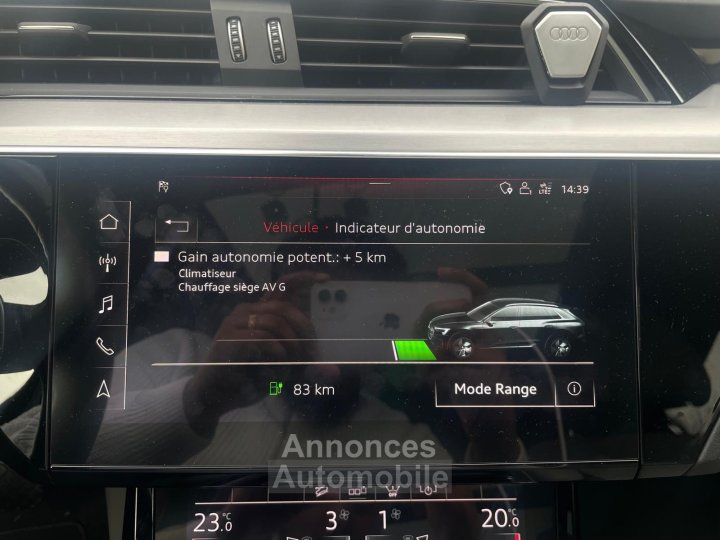 14:39
Véhicule · Indicateur d'autonomie
Gain autonomie potent.: + 5 km
Climatiseur
Chauffage siège AV G
83 km
Mode Range
Annonces
Automobile
OFF
23.0 °C
3
1
20.0 °C